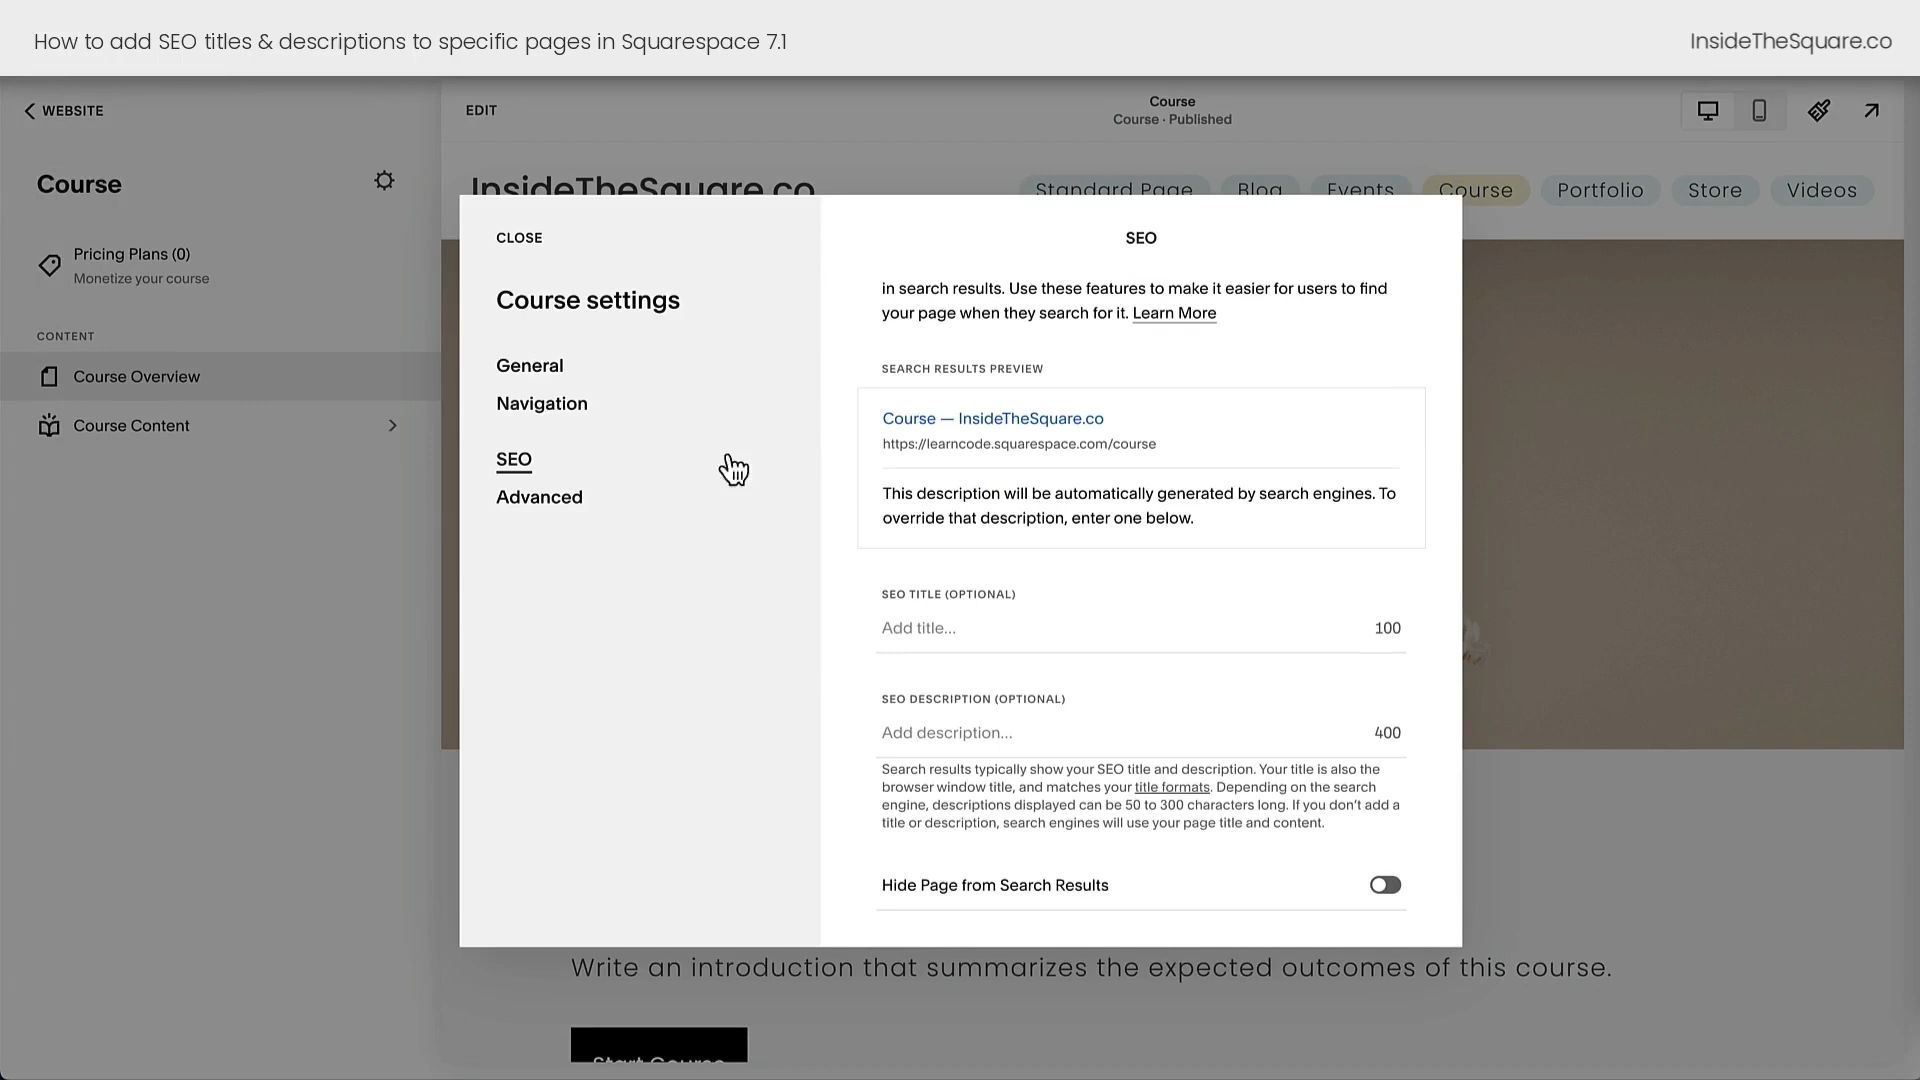 How to add SEO titles & descriptions to specific pages in Squarespace 7.1
InsideTheSquare.co
WEBSITE
EDIT
Course
Course · Published
Course
Pricing Plans (0)
Monetize your course
CONTENT
Course Overview
Course Content
InsideTheSquare.co
Standard Page
Blog
Events
Course
Portfolio
Store
Videos
CLOSE
Course settings
General
Navigation
SEO
Advanced
SEO
in search results. Use these features to make it easier for users to find
your page when they search for it. Learn More
SEARCH RESULTS PREVIEW
Course — InsideTheSquare.co
https://learncode.squarespace.com/course
This description will be automatically generated by search engines. To
override that description, enter one below.
SEO TITLE (OPTIONAL)
Add title...
100
SEO DESCRIPTION (OPTIONAL)
Add description...
400
Search results typically show your SEO title and description. Your title is also the
browser window title, and matches your title formats. Depending on the search
engine, descriptions displayed can be 50 to 300 characters long. If you don't add a
title or description, search engines will use your page title and content.
Hide Page from Search Results
Write an introduction that summarizes the expected outcomes of this course.
Start Course